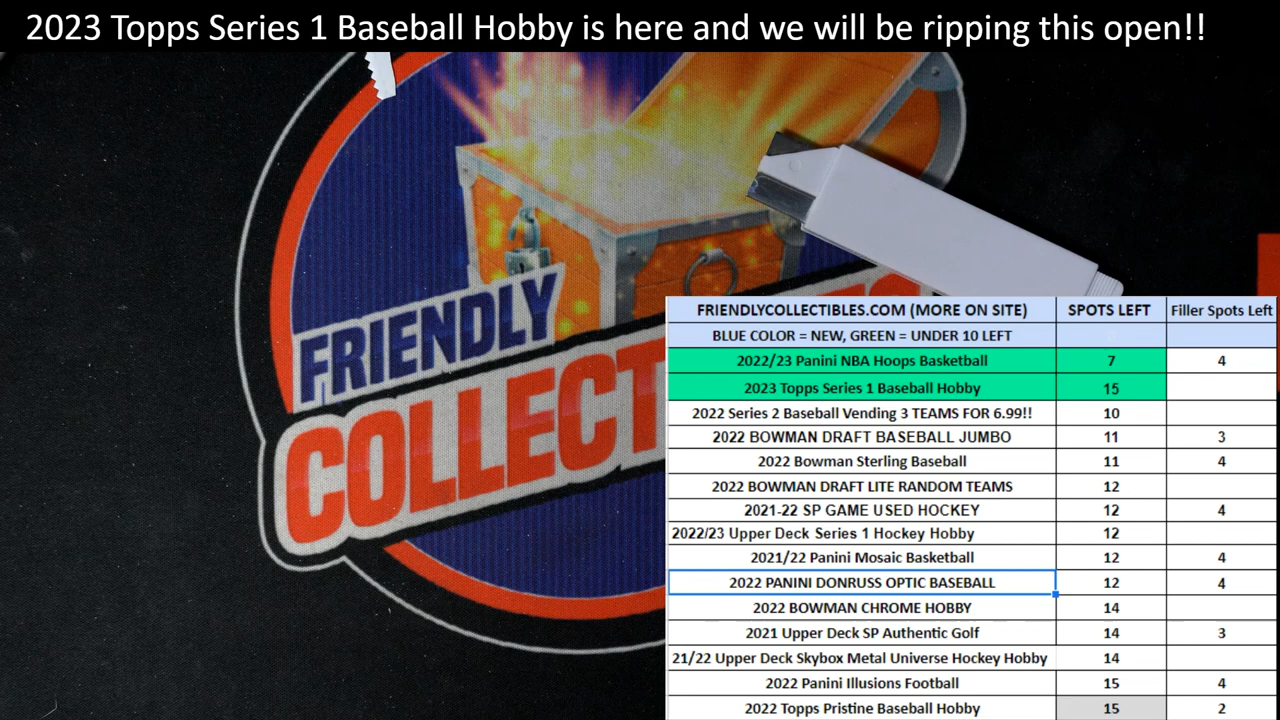 2023 Topps Series 1 Baseball Hobby is here and we will be ripping this open!!
FRIENDLY
COLLECT
FRIENDLYCOLLECTIBLES.COM (MORE ON SITE) SPOTS LEFT Filler Spots Left
BLUE COLOR = NEW, GREEN = UNDER 10 LEFT
2022/23 Panini NBA Hoops Basketball 7 4
2023 Topps Series 1 Baseball Hobby 15
2022 Series 2 Baseball Vending 3 TEAMS FOR 6.99!! 10
2022 BOWMAN DRAFT BASEBALL JUMBO 11 3
2022 Bowman Sterling Baseball 11 4
2022 BOWMAN DRAFT LITE RANDOM TEAMS 12
2021-22 SP GAME USED HOCKEY 12 4
2022/23 Upper Deck Series 1 Hockey Hobby 12
2021/22 Panini Mosaic Basketball 12 4
2022 PANINI DONRUSS OPTIC BASEBALL 12 4
2022 BOWMAN CHROME HOBBY 14
2021 Upper Deck SP Authentic Golf 14 3
21/22 Upper Deck Skybox Metal Universe Hockey Hobby 14
2022 Panini Illusions Football 15 4
2022 Topps Pristine Baseball Hobby 15 2